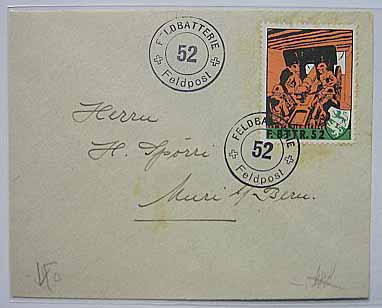 FELDBATTERIE
52
Feldpost
F. BTTR. 52
FELDBATTERIE
52
Feldpost
Herrn
H. Spörri
Muri b/Bern.